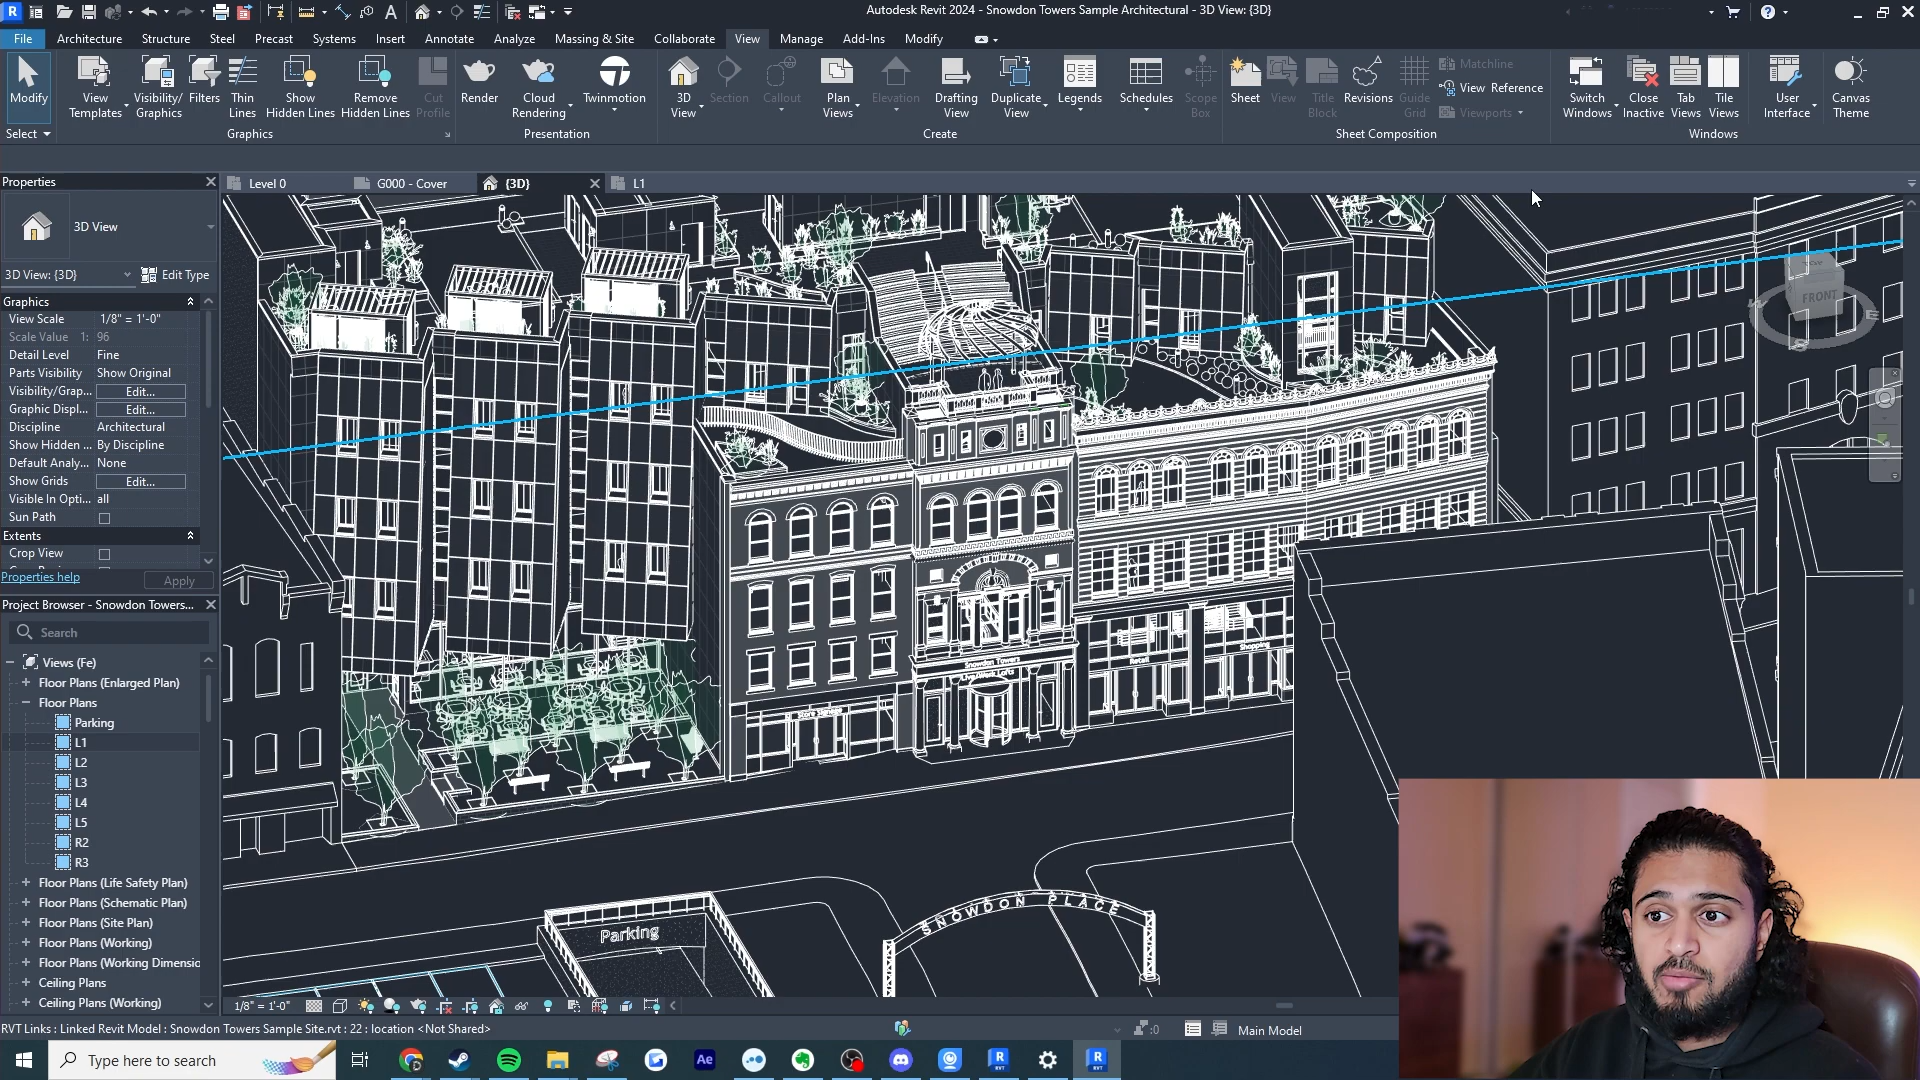 Autodesk Revit 2024 - Snowdon Towers Sample Architectural - 3D View: {3D}
File Architecture Structure Steel Precast Systems Insert Annotate Analyze Massing & Site Collaborate View Manage Add-Ins Modify
Modify
View Templates
Visibility/ Graphics
Filters
Thin Lines
Show Hidden Lines
Remove Hidden Lines
Cut Profile
Render
Cloud Rendering
Twinmotion
3D View
Section
Callout
Plan Views
Elevation
Drafting View
Duplicate View
Legends
Schedules
Scope Box
Sheet
View
Title Block
Revisions
Guide Grid
Matchline
View Reference
Viewports
Switch Windows
Close Inactive
Tab Views
Tile Views
User Interface
Canvas Theme
Select Graphics Presentation Create Sheet Composition Windows
Properties
Level 0 G000 - Cover {3D} L1
3D View
3D View: {3D} Edit Type
Graphics
View Scale 1/8" = 1'-0"
Scale Value 1: 96
Detail Level Fine
Parts Visibility Show Original
Visibility/Grap... Edit...
Graphic Displ... Edit...
Discipline Architectural
Show Hidden ... By Discipline
Default Analy... None
Show Grids Edit...
Visible In Opti... all
Sun Path
Extents
Crop View
Properties help Apply
Project Browser - Snowdon Towers...
Search
Views (Fe)
Floor Plans (Enlarged Plan)
Floor Plans
Parking
L1
L2
L3
L4
L5
R2
R3
Floor Plans (Life Safety Plan)
Floor Plans (Schematic Plan)
Floor Plans (Site Plan)
Floor Plans (Working)
Floor Plans (Working Dimensio
Ceiling Plans
Ceiling Plans (Working)
FRONT
E
Snowdon Towers
Live/Work Lofts
Retail
Shopping
Store Signage
SNOWDON PLACE
Parking
1/8" = 1'-0"
RVT Links : Linked Revit Model : Snowdon Towers Sample Site.rvt : 22 : location <Not Shared>
:0
Main Model
Type here to search
Ae